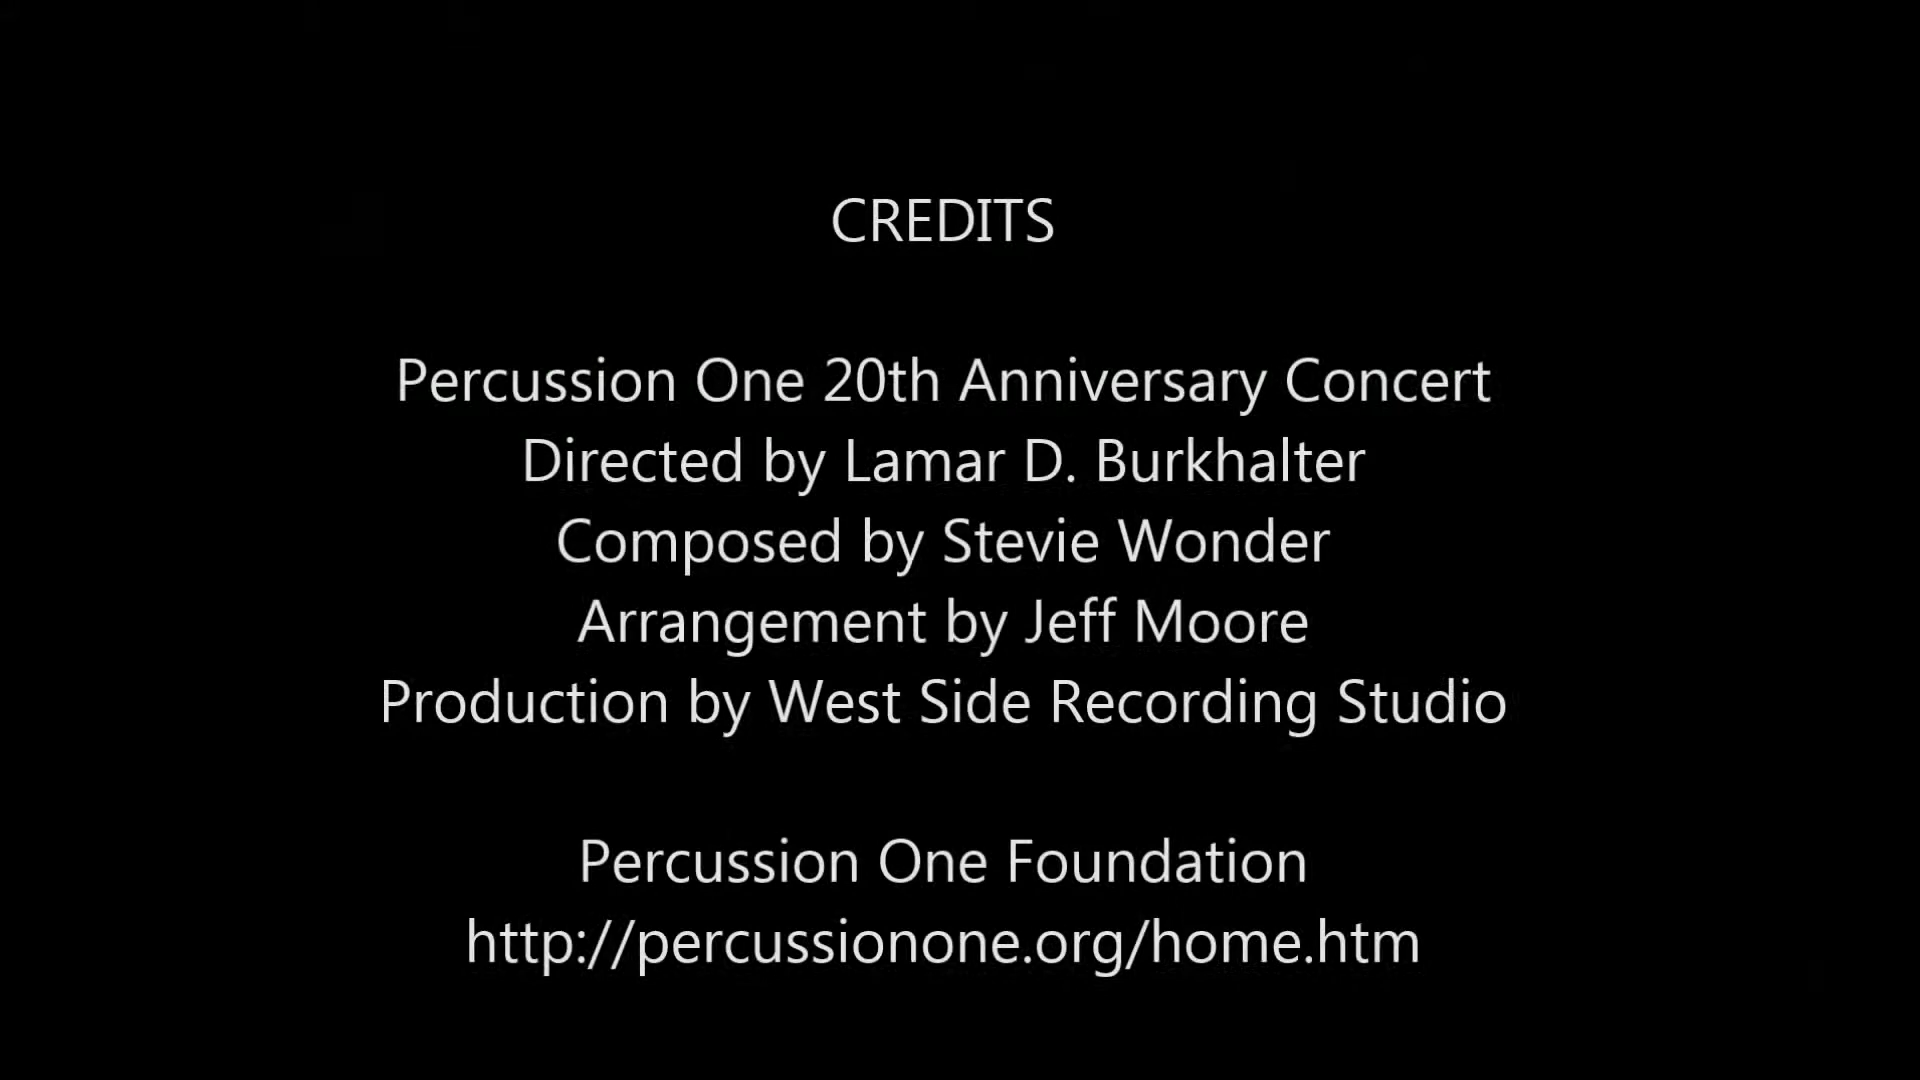 CREDITS
Percussion One 20th Anniversary Concert
Directed by Lamar D. Burkhalter
Composed by Stevie Wonder
Arrangement by Jeff Moore
Production by West Side Recording Studio
Percussion One Foundation
http://percussionone.org/home.htm